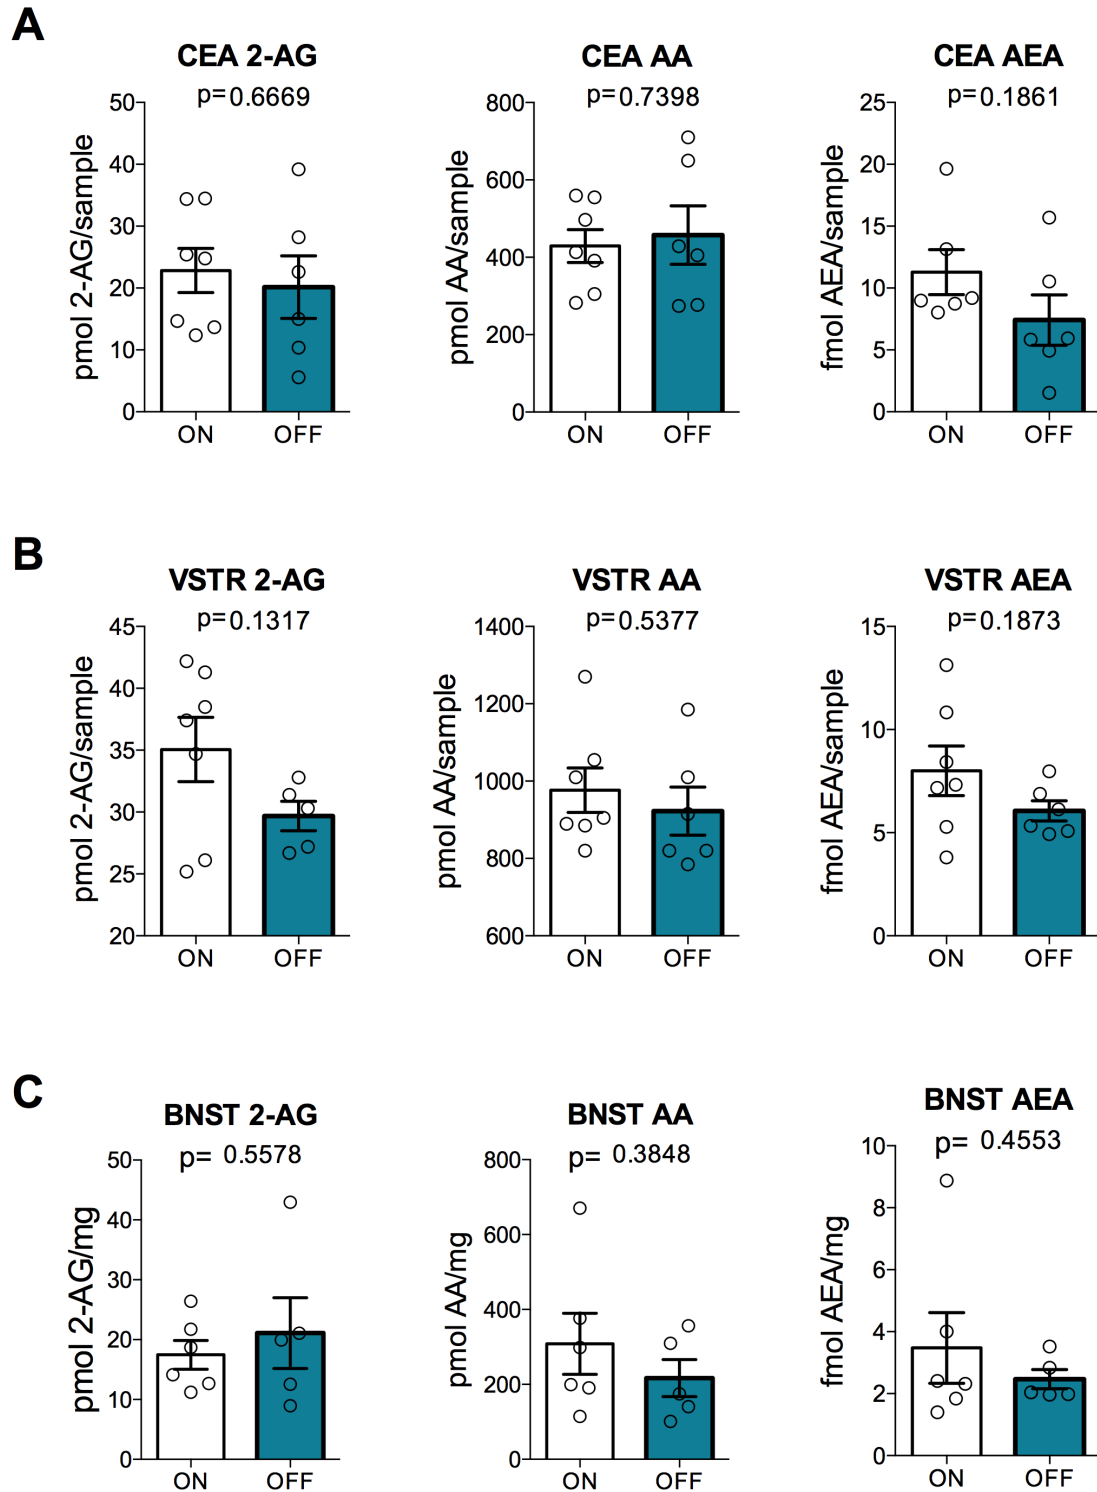 A
CEA 2-AG
p=0.6669
pmol 2-AG/sample
50
40
30
20
10
0
ON
OFF
CEA AA
p=0.7398
pmol AA/sample
800
600
400
200
0
ON
OFF
CEA AEA
p=0.1861
fmol AEA/sample
25
20
15
10
5
0
ON
OFF
B
VSTR 2-AG
p=0.1317
pmol 2-AG/sample
45
40
35
30
25
20
ON
OFF
VSTR AA
p=0.5377
pmol AA/sample
1400
1200
1000
800
600
ON
OFF
VSTR AEA
p=0.1873
fmol AEA/sample
15
10
5
0
ON
OFF
C
BNST 2-AG
p= 0.5578
pmol 2-AG/mg
50
40
30
20
10
0
ON
OFF
BNST AA
p= 0.3848
pmol AA/mg
800
600
400
200
0
ON
OFF
BNST AEA
p= 0.4553
fmol AEA/mg
10
8
6
4
2
0
ON
OFF